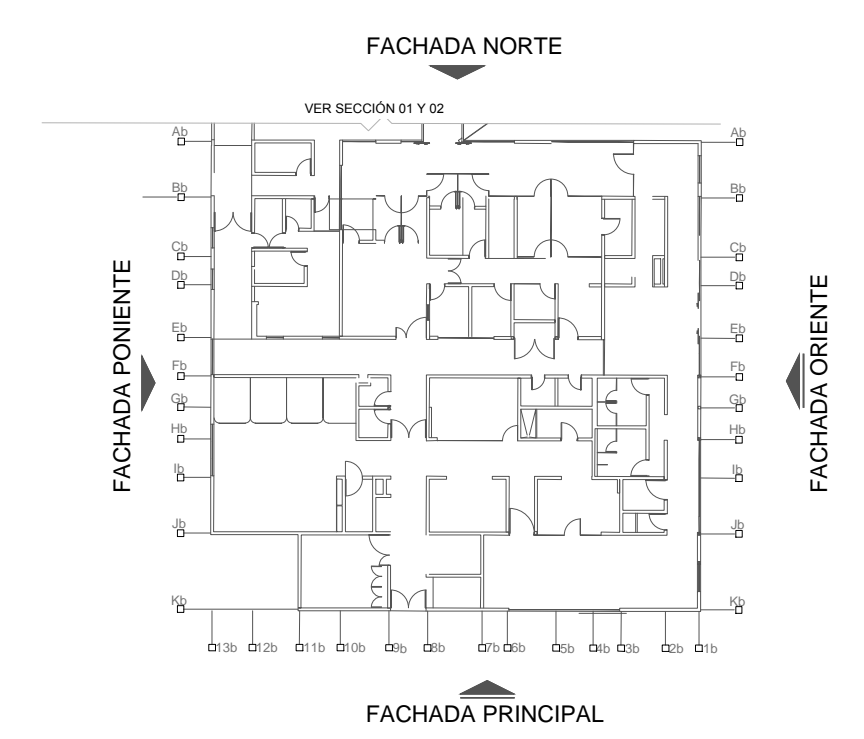 FACHADA NORTE
VER SECCIÓN 01 Y 02
Ab
Ab
Bb
Bb
Cb
Cb
Db
Db
FACHADA PONIENTE
FACHADA ORIENTE
Eb
Eb
Fb
Fb
Gb
Gb
Hb
Hb
Ib
Ib
Jb
Jb
Kb
Kb
13b 12b 11b 10b 9b 8b 7b 6b 5b 4b 3b 2b 1b
FACHADA PRINCIPAL